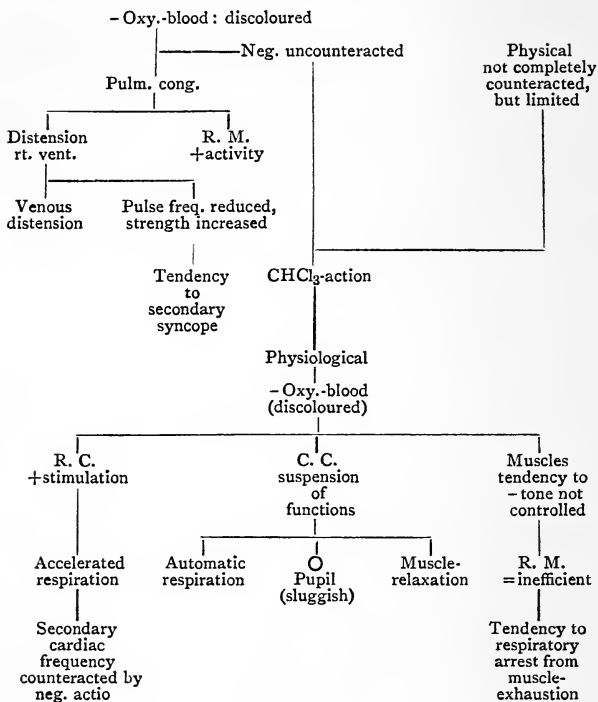 – Oxy.-blood : discoloured
Neg. uncounteracted
Physical
not completely
counteracted,
but limited
Pulm. cong.
Distension
rt. vent.
R. M.
+activity
Venous
distension
Pulse freq. reduced,
strength increased
Tendency
to
secondary
syncope
CHCl3-action
Physiological
– Oxy.-blood
(discoloured)
R. C.
+stimulation
C. C.
suspension
of
functions
Muscles
tendency to
– tone not
controlled
Accelerated
respiration
Automatic
respiration
O
Pupil
(sluggish)
Muscle-
relaxation
R. M.
=inefficient
Secondary
cardiac
frequency
counteracted by
neg. actio
Tendency to
respiratory
arrest from
muscle-
exhaustion